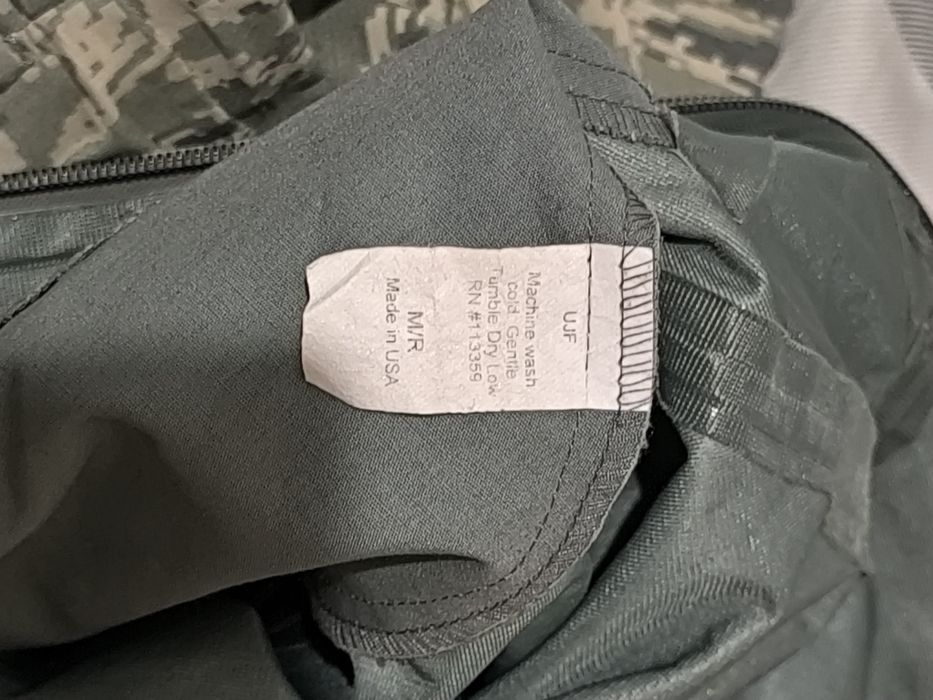 UJF
Machine wash
cold Gentle
Tumble Dry Low
RN #113359
M/R
Made in USA